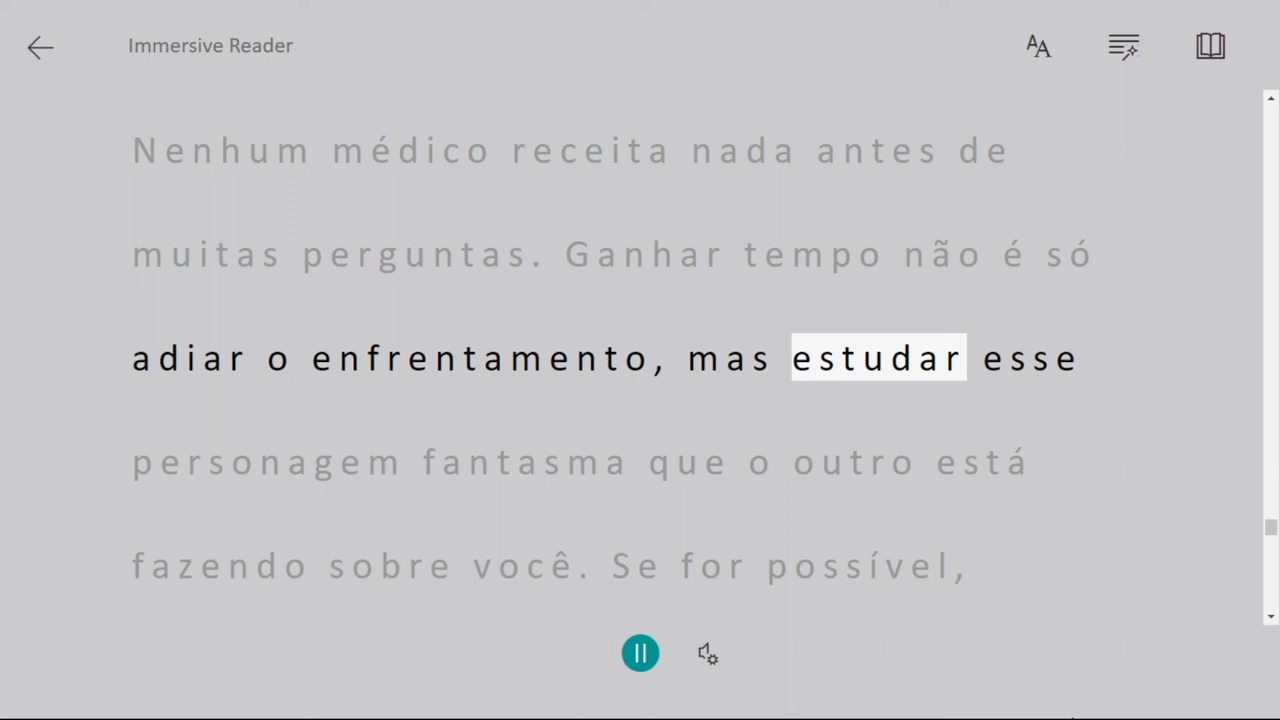 Immersive Reader
Nenhum médico receita nada antes de
muitas perguntas. Ganhar tempo não é só
adiar o enfrentamento, mas estudar esse
personagem fantasma que o outro está
fazendo sobre você. Se for possível,